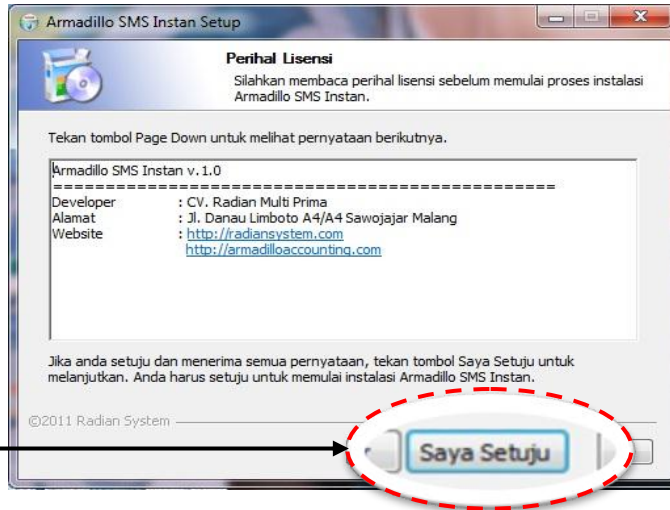 Armadillo SMS Instan Setup
Perihal Lisensi
Silahkan membaca perihal lisensi sebelum memulai proses instalasi
Armadillo SMS Instan.
Tekan tombol Page Down untuk melihat pernyataan berikutnya.
Armadillo SMS Instan v.1.0
================================================
Developer : CV. Radian Multi Prima
Alamat : Jl. Danau Limboto A4/A4 Sawojajar Malang
Website : http://radiansystem.com
http://armadilloaccounting.com
Jika anda setuju dan menerima semua pernyataan, tekan tombol Saya Setuju untuk
melanjutkan. Anda harus setuju untuk memulai instalasi Armadillo SMS Instan.
©2011 Radian System
Saya Setuju